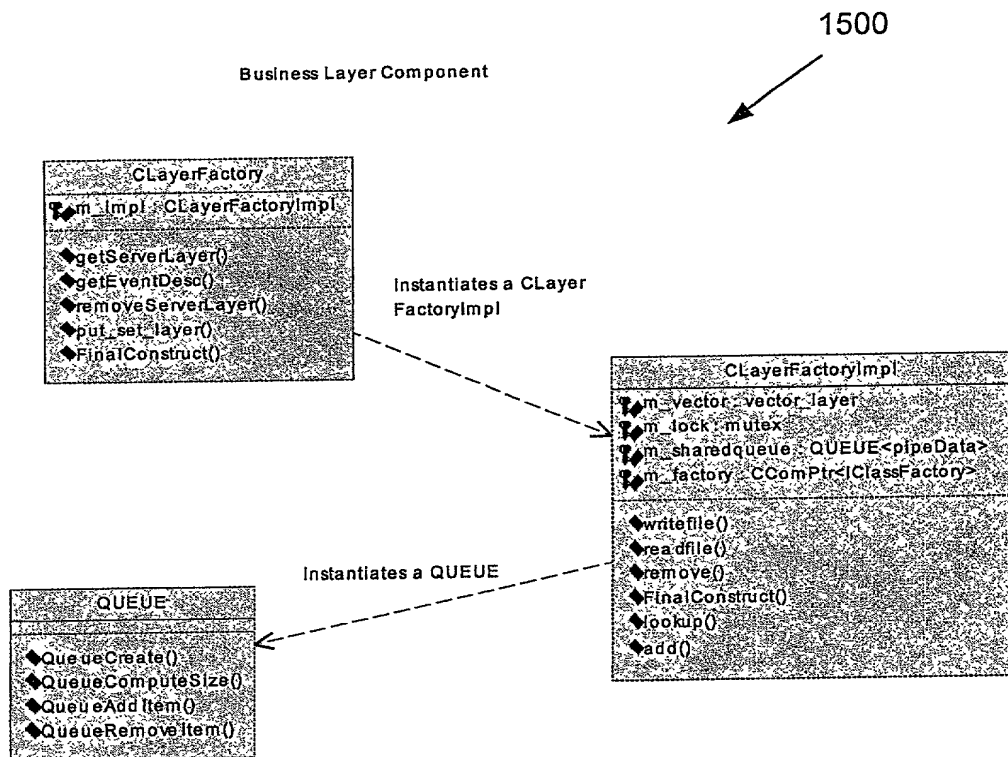 1500
Business Layer Component
CLayerFactory
m_Impl : CLayerFactoryImpl
getServerLayer()
getEventDesc()
removeServerLayer()
put_set_layer()
FinalConstruct()
Instantiates a CLayer
FactoryImpl
CLayerFactoryImpl
m_vector : vector_layer
m_lock : mutex
m_sharedqueue : QUEUE<pipeData>
m_factory : CComPtr<IClassFactory>
writefile()
readfile()
remove()
FinalConstruct()
lookup()
add()
Instantiates a QUEUE
QUEUE
QueueCreate()
QueueComputeSize()
QueueAddItem()
QueueRemoveItem()